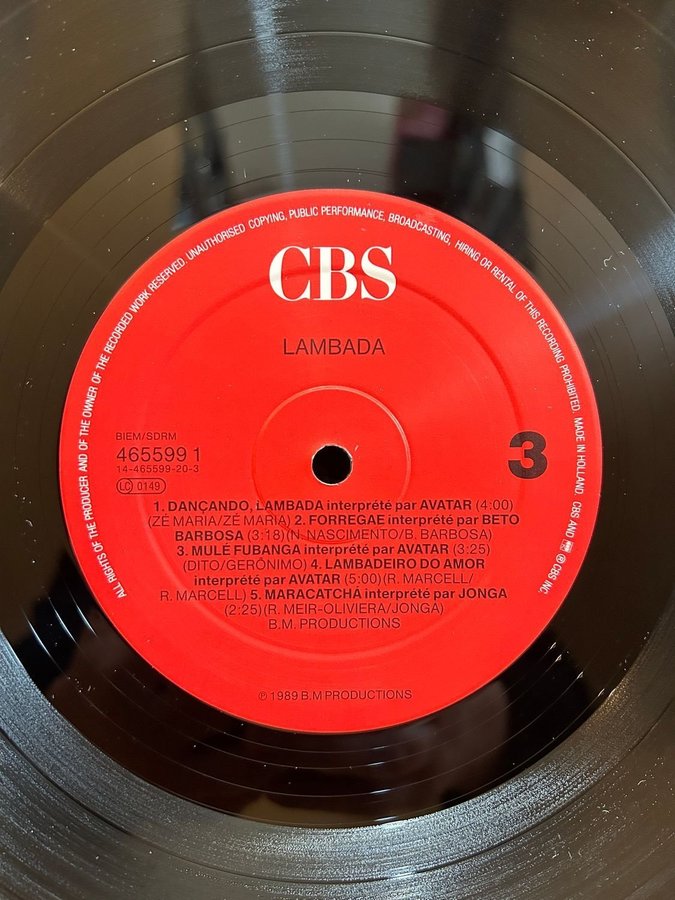 ALL RIGHTS OF THE PRODUCER AND OF THE OWNER OF THE RECORDED WORK RESERVED. UNAUTHORISED COPYING, PUBLIC PERFORMANCE, BROADCASTING, HIRING OR RENTAL OF THIS RECORDING PROHIBITED. MADE IN HOLLAND. CBS AND ® CBS INC.
CBS
LAMBADA
BIEM/SDRM
465599 1
14-465599-20-3
LC 0149
3
1. DANÇANDO, LAMBADA interprété par AVATAR (4:00)
(ZÉ MARIA/ZÉ MARIA) 2. FORREGAE interprété par BETO
BARBOSA (3:18)(N. NASCIMENTO/B. BARBOSA)
3. MULÉ FUBANGA interprété par AVATAR (3:25)
(DITO/GERÔNIMO) 4. LAMBADEIRO DO AMOR
interprété par AVATAR (5:00)(R. MARCELL/
R. MARCELL) 5. MARACATCHÁ interprété par JONGA
(2:25)(R. MEIR-OLIVIERA/JONGA)
B.M. PRODUCTIONS
℗ 1989 B.M PRODUCTIONS